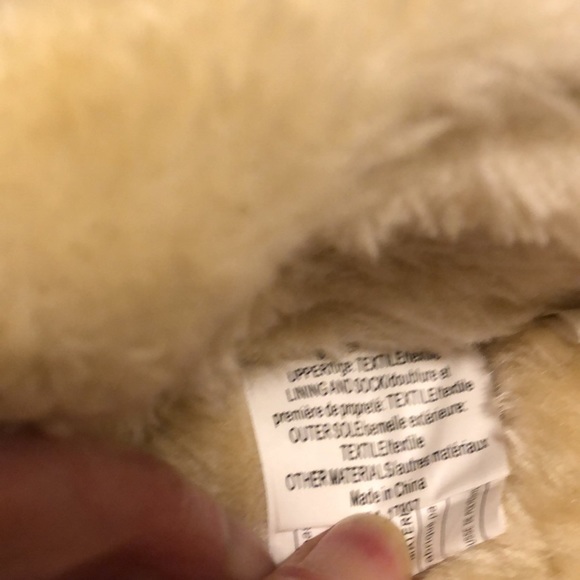 UPPER/tige: TEXTILE/textile
LINING AND SOCK/doublure et
première de propreté: TEXTILE/textile
OUTER SOLE/semelle extérieure:
TEXTILE/textile
OTHER MATERIALS/autres matériaux
Made in China